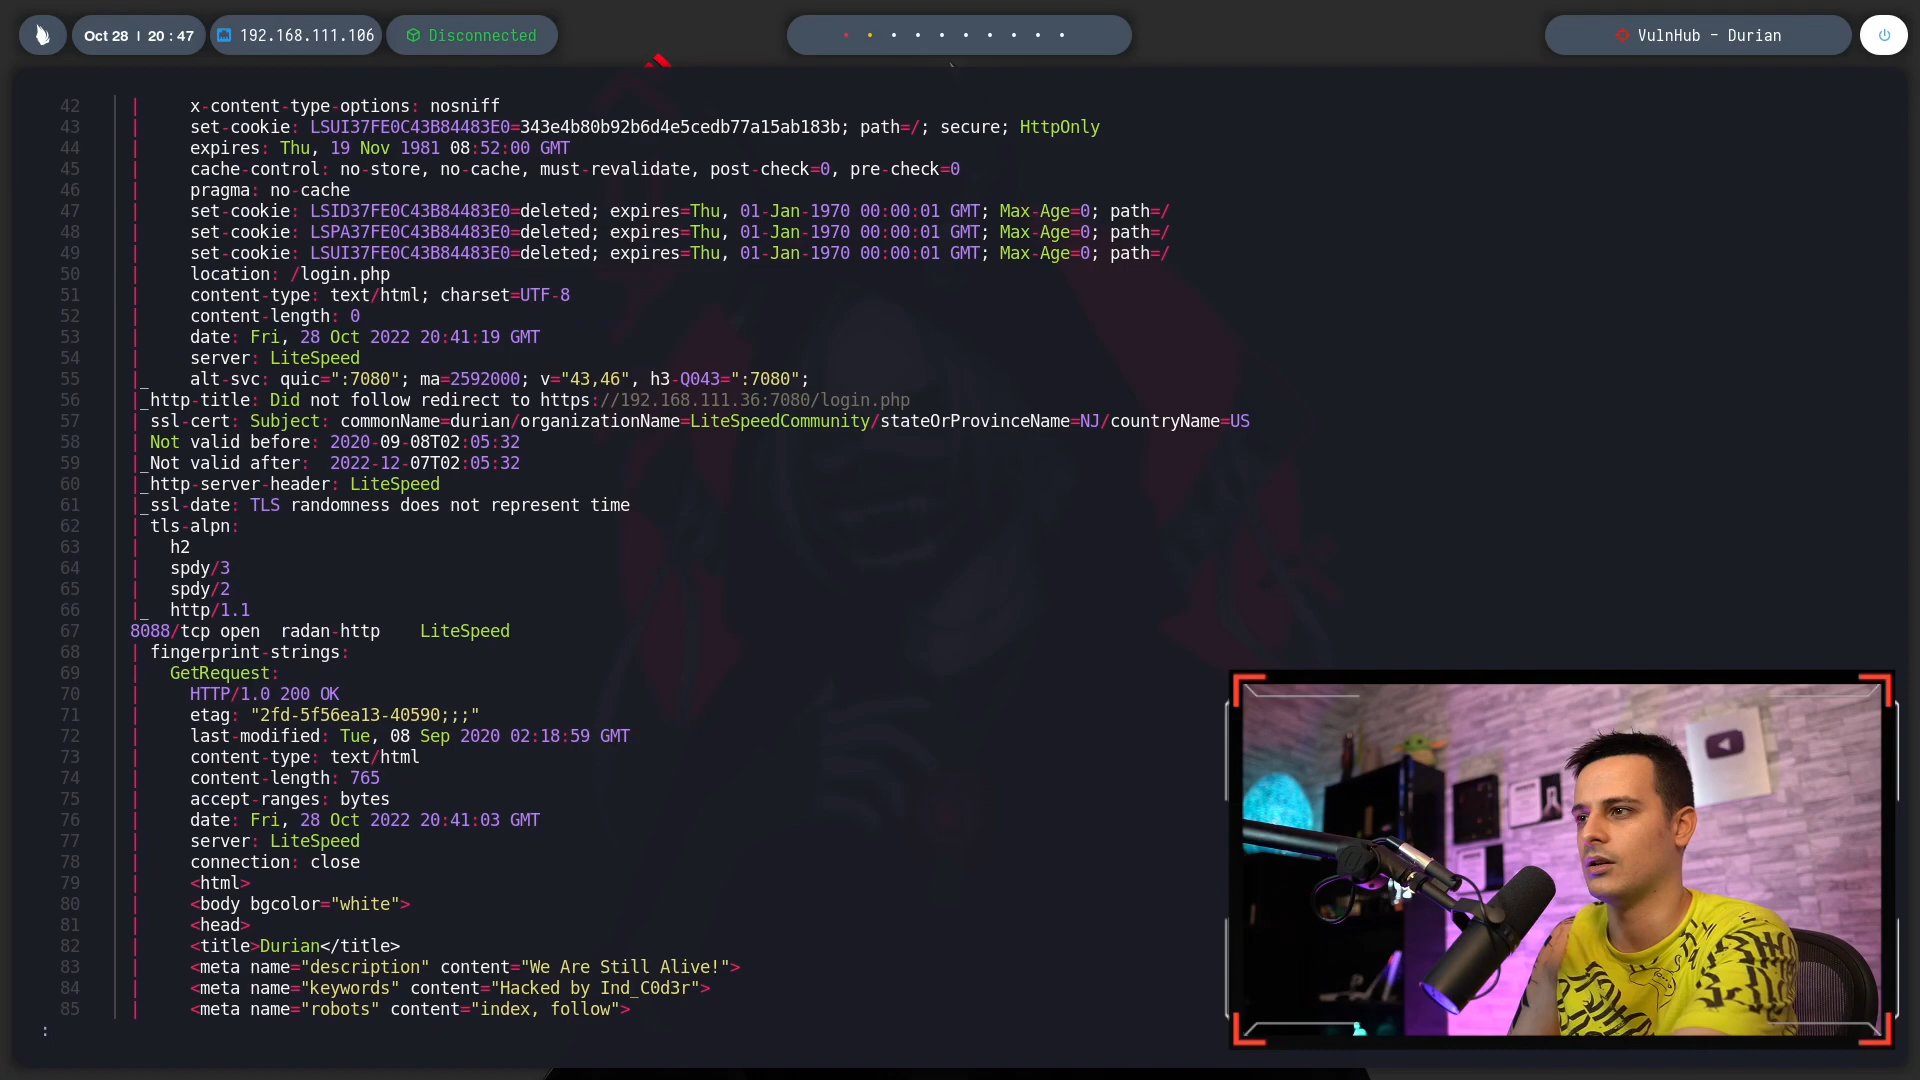 Oct 28 | 20 : 47
192.168.111.106
Disconnected
VulnHub - Durian
42 | x-content-type-options: nosniff
43 | set-cookie: LSUI37FE0C43B84483E0=343e4b80b92b6d4e5cedb77a15ab183b; path=/; secure; HttpOnly
44 | expires: Thu, 19 Nov 1981 08:52:00 GMT
45 | cache-control: no-store, no-cache, must-revalidate, post-check=0, pre-check=0
46 | pragma: no-cache
47 | set-cookie: LSID37FE0C43B84483E0=deleted; expires=Thu, 01-Jan-1970 00:00:01 GMT; Max-Age=0; path=/
48 | set-cookie: LSPA37FE0C43B84483E0=deleted; expires=Thu, 01-Jan-1970 00:00:01 GMT; Max-Age=0; path=/
49 | set-cookie: LSUI37FE0C43B84483E0=deleted; expires=Thu, 01-Jan-1970 00:00:01 GMT; Max-Age=0; path=/
50 | location: /login.php
51 | content-type: text/html; charset=UTF-8
52 | content-length: 0
53 | date: Fri, 28 Oct 2022 20:41:19 GMT
54 | server: LiteSpeed
55 |_ alt-svc: quic=":7080"; ma=2592000; v="43,46", h3-Q043=":7080";
56 |_http-title: Did not follow redirect to https://192.168.111.36:7080/login.php
57 | ssl-cert: Subject: commonName=durian/organizationName=LiteSpeedCommunity/stateOrProvinceName=NJ/countryName=US
58 | Not valid before: 2020-09-08T02:05:32
59 |_Not valid after:  2022-12-07T02:05:32
60 |_http-server-header: LiteSpeed
61 |_ssl-date: TLS randomness does not represent time
62 | tls-alpn:
63 | h2
64 | spdy/3
65 | spdy/2
66 |_ http/1.1
67 8088/tcp open  radan-http    LiteSpeed
68 | fingerprint-strings:
69 | GetRequest:
70 | HTTP/1.0 200 OK
71 | etag: "2fd-5f56ea13-40590;;;"
72 | last-modified: Tue, 08 Sep 2020 02:18:59 GMT
73 | content-type: text/html
74 | content-length: 765
75 | accept-ranges: bytes
76 | date: Fri, 28 Oct 2022 20:41:03 GMT
77 | server: LiteSpeed
78 | connection: close
79 | <html>
80 | <body bgcolor="white">
81 | <head>
82 | <title>Durian</title>
83 | <meta name="description" content="We Are Still Alive!">
84 | <meta name="keywords" content="Hacked by Ind_C0d3r">
85 | <meta name="robots" content="index, follow">
: